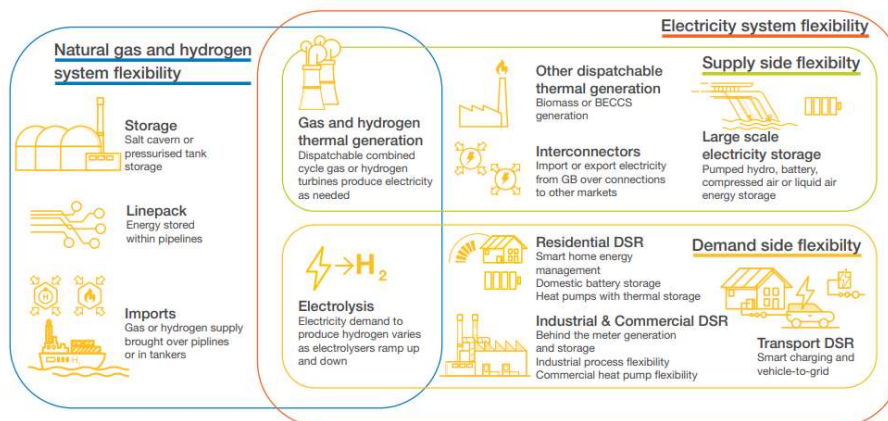 Natural gas and hydrogen
system flexibility
Storage
Salt cavern or
pressurised tank
storage
Linepack
Energy stored
within pipelines
H
Imports
Gas or hydrogen supply
brought over piplines
or in tankers
H₂
Electricity system flexibility
Gas and hydrogen
thermal generation
Dispatchable combined
cycle gas or hydrogen
turbines produce electricity
as needed
Supply side flexibilty
Other dispatchable
thermal generation
Biomass or BECCS
generation
Interconnectors
Import or export electricity
from GB over connections
to other markets
Large scale
electricity storage
Pumped hydro, battery,
compressed air or liquid air
energy storage
Demand side flexibilty
H₂
Electrolysis
Electricity demand to
produce hydrogen varies
as electrolysers ramp up
and down
Residential DSR
Smart home energy
management
Domestic battery storage
Heat pumps with thermal storage
Industrial & Commercial DSR
Behind the meter generation
and storage
Industrial process flexibility
Commercial heat pump flexibility
Transport DSR
Smart charging and
vehicle-to-grid